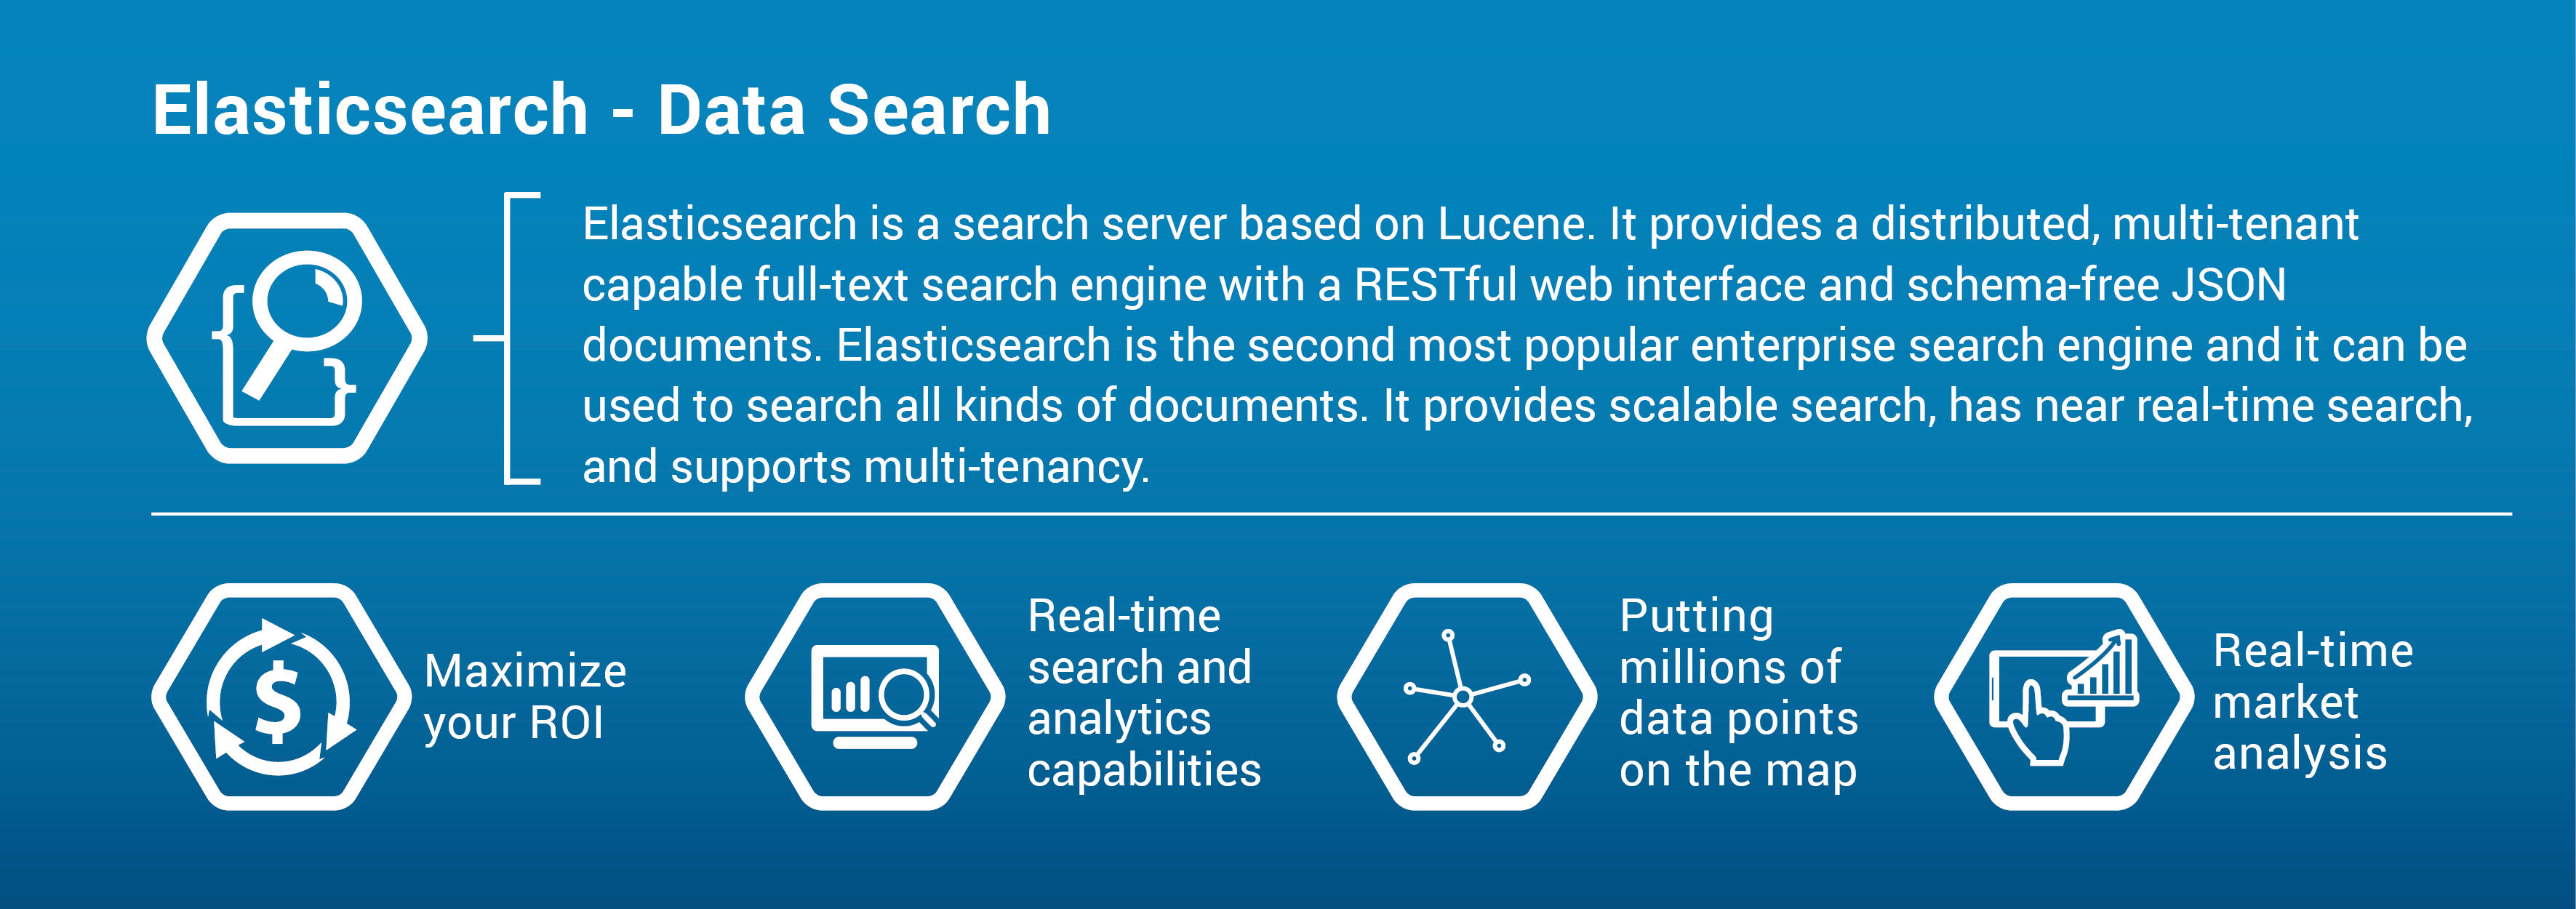 Elasticsearch - Data Search
Elasticsearch is a search server based on Lucene. It provides a distributed, multi-tenant
capable full-text search engine with a RESTful web interface and schema-free JSON
documents. Elasticsearch is the second most popular enterprise search engine and it can be
used to search all kinds of documents. It provides scalable search, has near real-time search,
and supports multi-tenancy.
$
Maximize
your ROI
Real-time
search and
analytics
capabilities
Putting
millions of
data points
on the map
Real-time
market
analysis